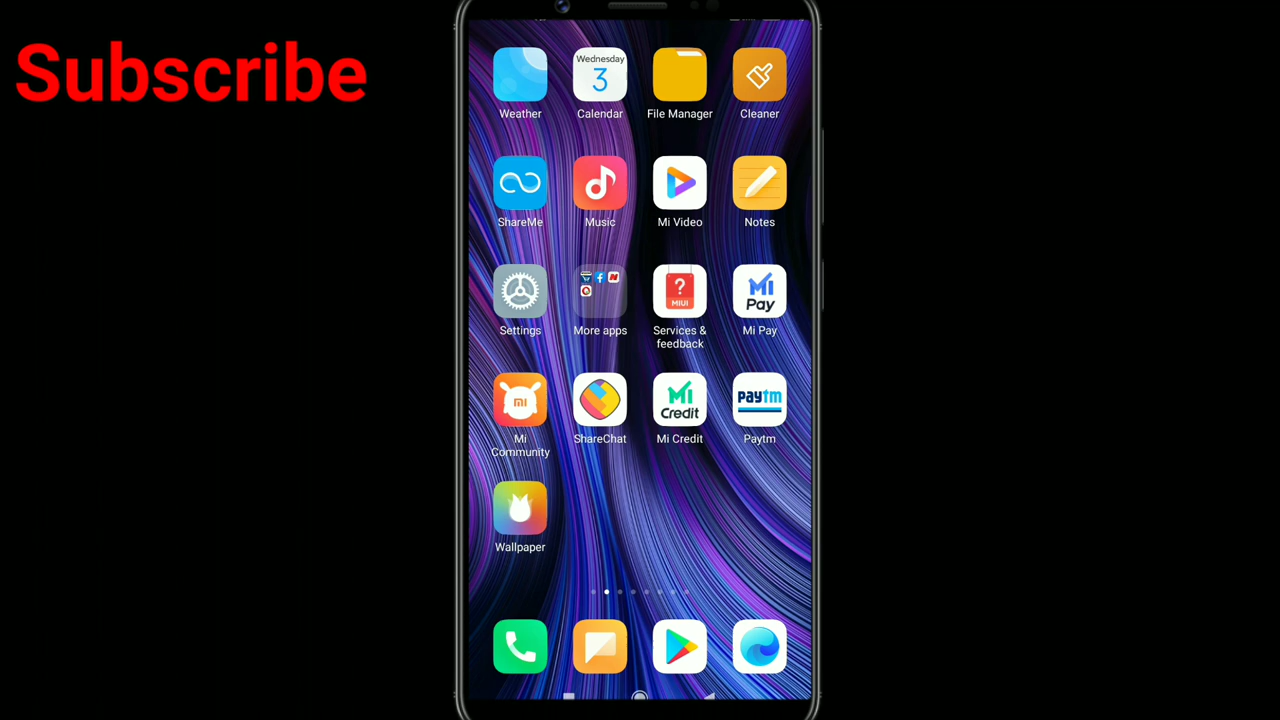 Subscribe
Wednesday
3
Weather
Calendar
File Manager
Cleaner
ShareMe
Music
Mi Video
Notes
?
MIUI
Mi
Pay
Settings
More apps
Services &
feedback
Mi Pay
mi
Mi
Credit
paytm
Mi
Community
ShareChat
Mi Credit
Paytm
Wallpaper